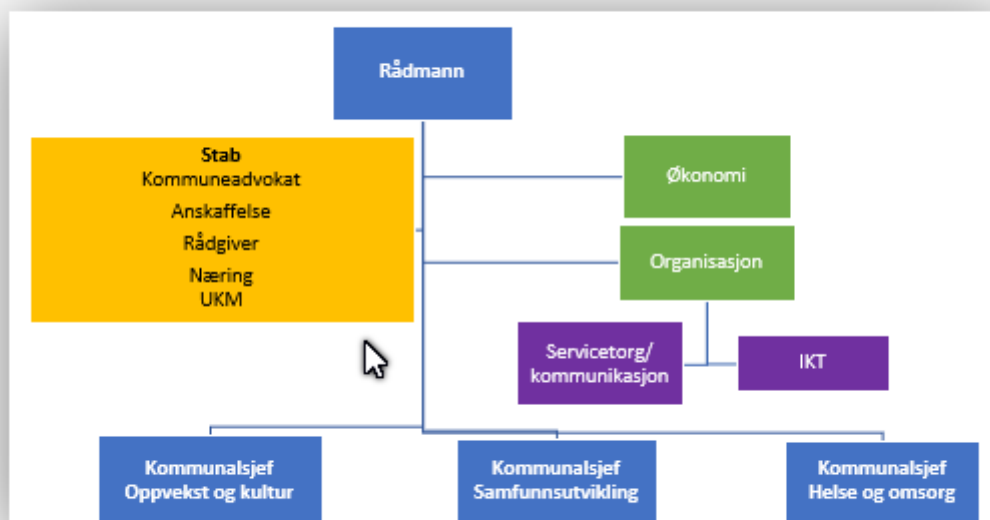 Rådmann
Stab
Kommuneadvokat
Anskaffelse
Rådgiver
Næring
UKM
Økonomi
Organisasjon
Servicetorg/
kommunikasjon
IKT
Kommunalsjef
Oppvekst og kultur
Kommunalsjef
Samfunnsutvikling
Kommunalsjef
Helse og omsorg